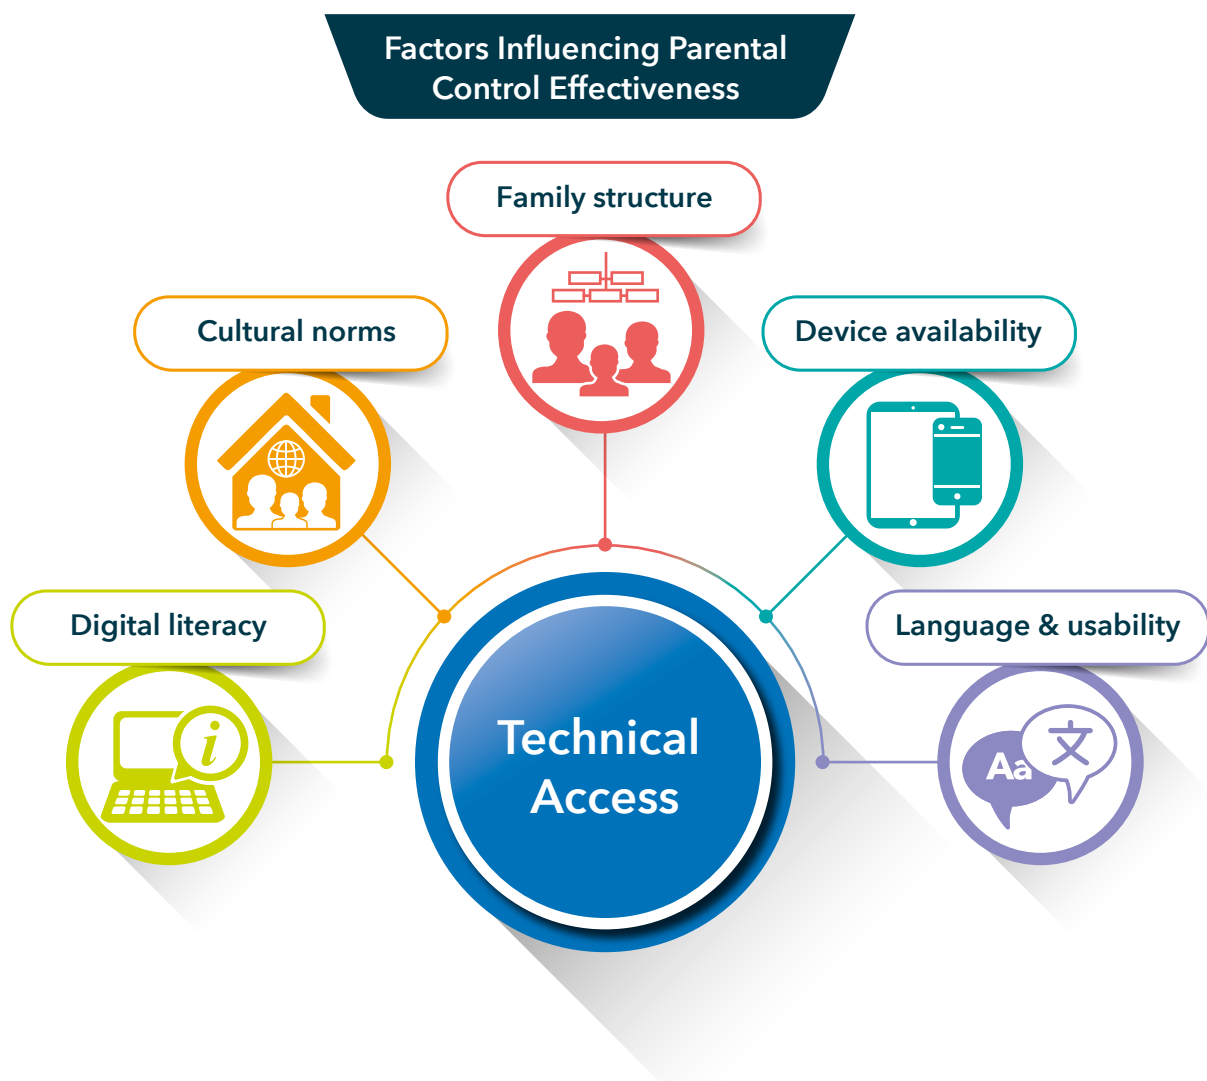 Factors Influencing Parental
Control Effectiveness
Family structure
Cultural norms
Device availability
Digital literacy
i
Language & usability
Aa
文
Technical
Access